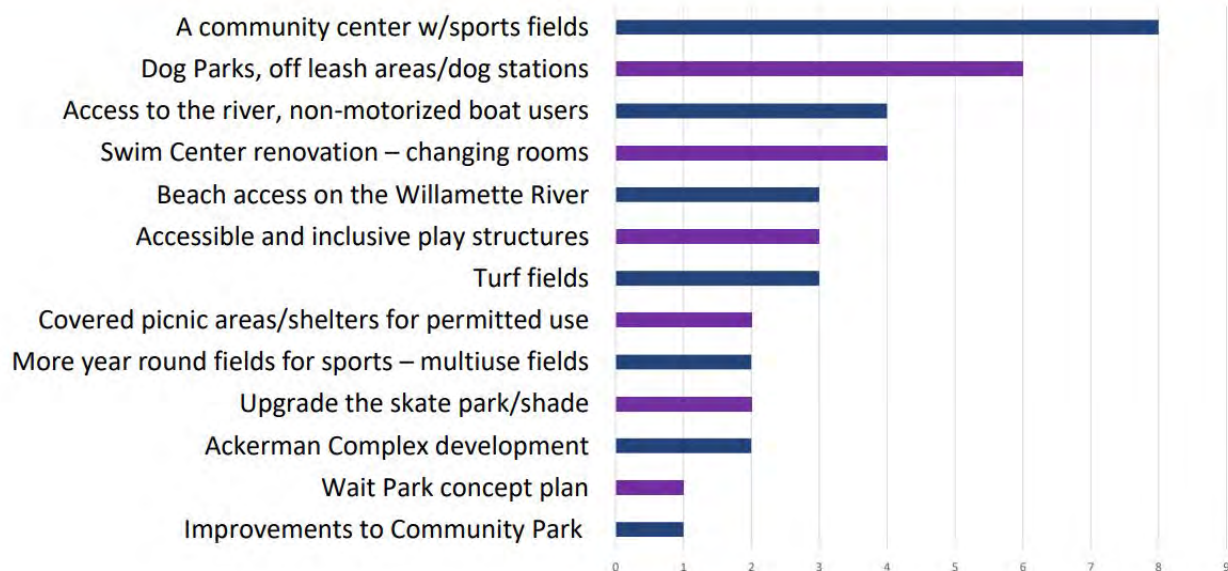 A community center w/sports fields
Dog Parks, off leash areas/dog stations
Access to the river, non-motorized boat users
Swim Center renovation – changing rooms
Beach access on the Willamette River
Accessible and inclusive play structures
Turf fields
Covered picnic areas/shelters for permitted use
More year round fields for sports – multiuse fields
Upgrade the skate park/shade
Ackerman Complex development
Wait Park concept plan
Improvements to Community Park
0 1 2 3 4 5 6 7 8 9